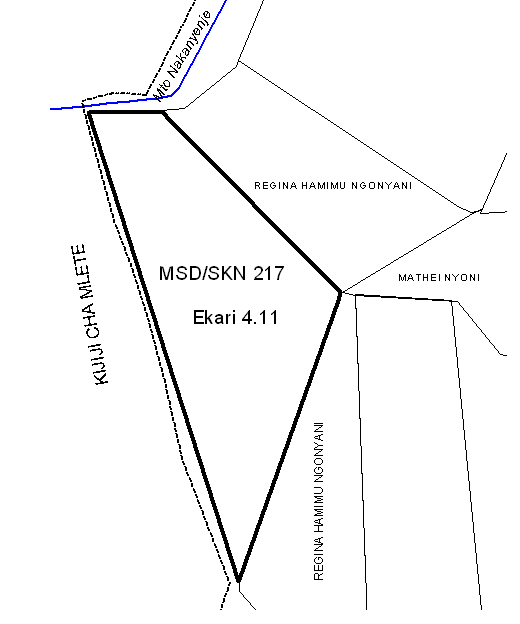 Mto Nakanyenje
REGINA HAMIMU NGONYANI
MATHEI NYONI
MSD/SKN 217
Ekari 4.11
KIJIJI CHA MLETE
REGINA HAMIMU NGONYANI